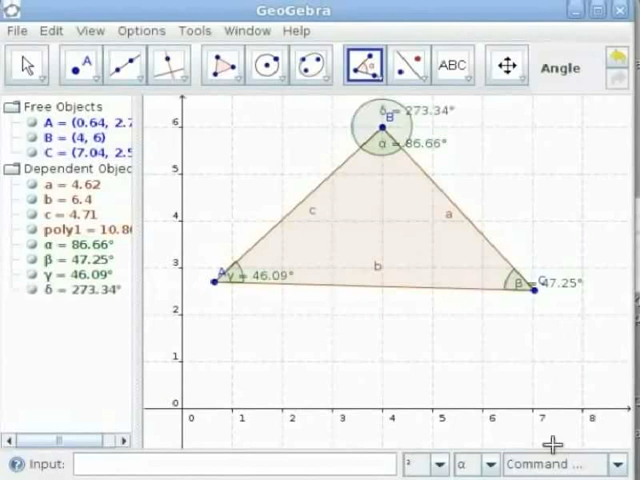 GeoGebra
File Edit View Options Tools Window Help
A ABC Angle
Free Objects
A = (0.64, 2.7
B = (4, 6)
C = (7.04, 2.5
Dependent Objec
a = 4.62
b = 6.4
c = 4.71
poly1 = 10.8
α = 86.66°
β = 47.25°
γ = 46.09°
δ = 273.34°
δ = 273.34°
B
α = 86.66°
c
a
b
A
γ = 46.09°
C
β = 47.25°
6
5
4
3
2
1
0
0 1 2 3 4 5 6 7 8
Input: ² α Command ...